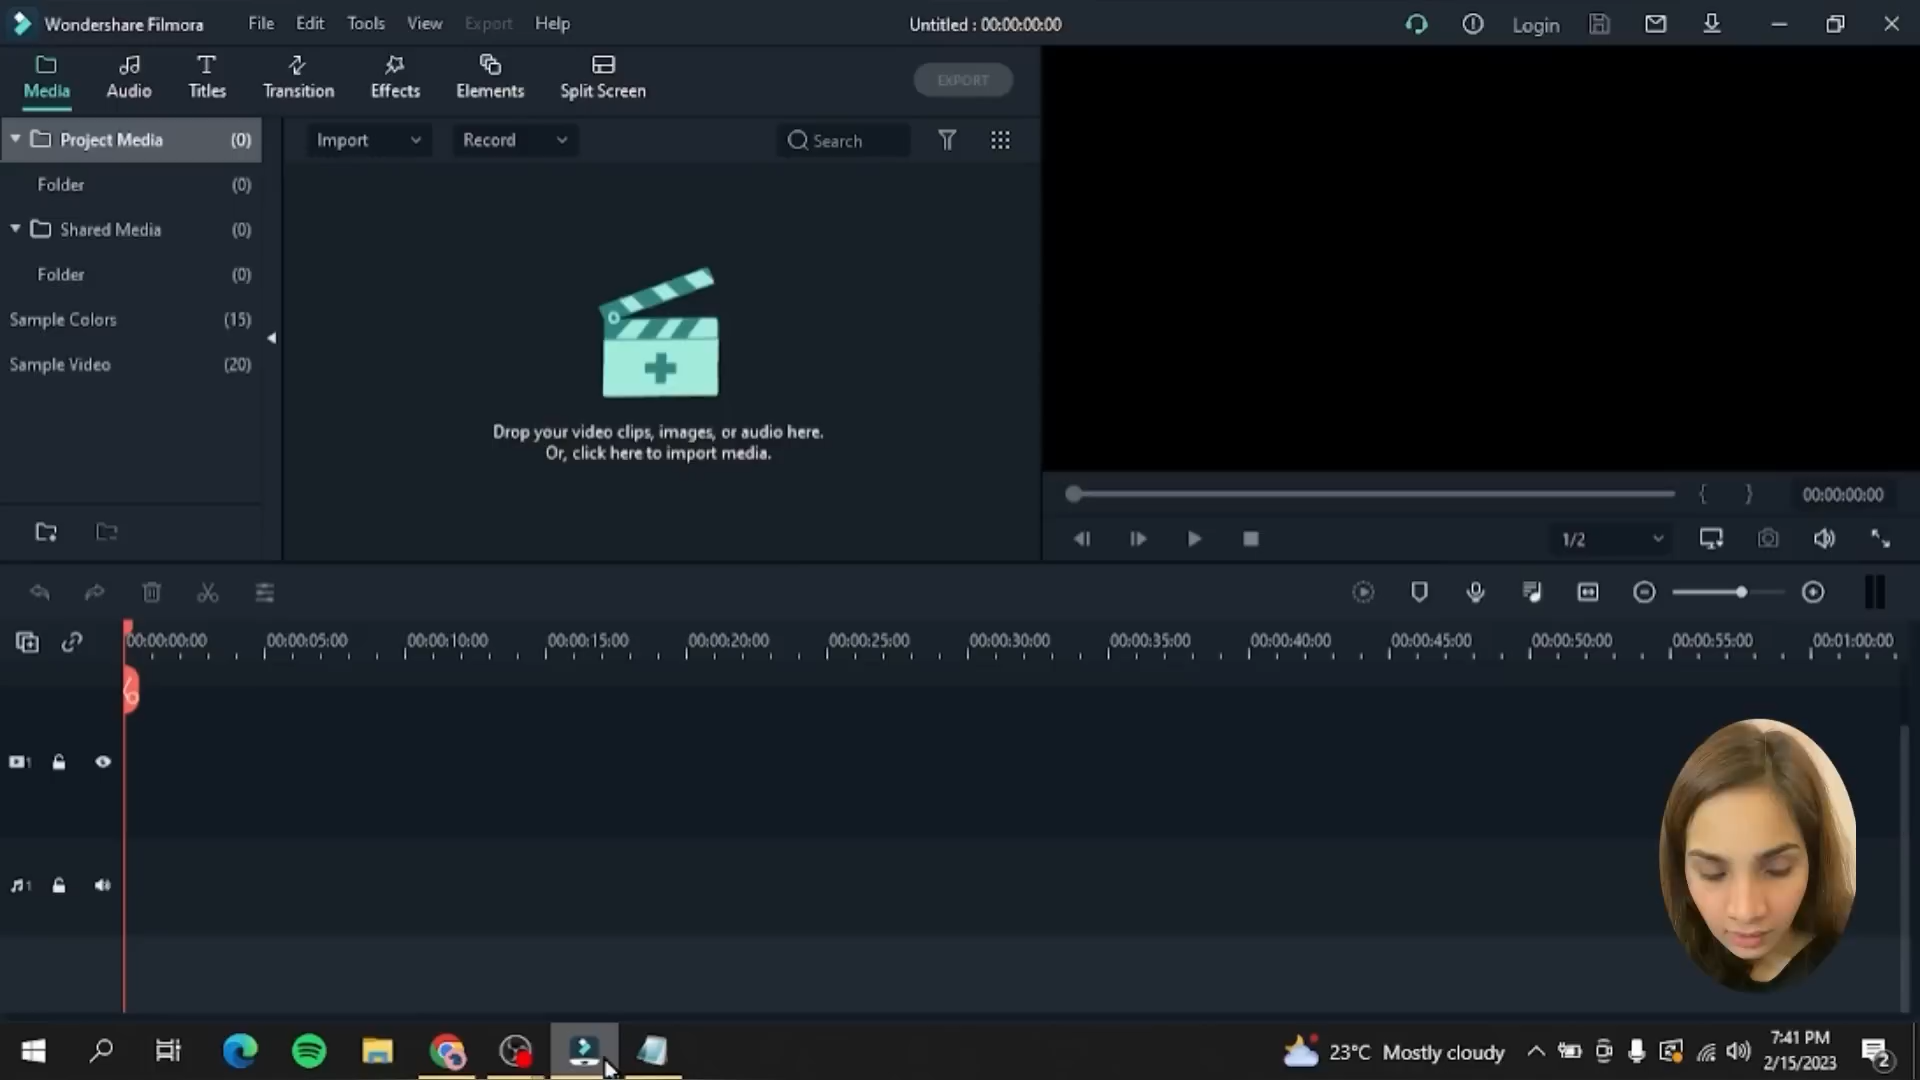 Wondershare Filmora File Edit Tools View Export Help Untitled : 00:00:00:00 Login
Media Audio Titles Transition Effects Elements Split Screen EXPORT
Project Media (0) Import Record Search
Folder (0)
Shared Media (0)
Folder (0)
Sample Colors (15)
Sample Video (20)
Drop your video clips, images, or audio here.
Or, click here to import media.
{ } 00:00:00:00
1/2
00:00:00:00 00:00:05:00 00:00:10:00 00:00:15:00 00:00:20:00 00:00:25:00 00:00:30:00 00:00:35:00 00:00:40:00 00:00:45:00 00:00:50:00 00:00:55:00 00:01:00:00
1
1
23°C Mostly cloudy
7:41 PM
2/15/2023
2